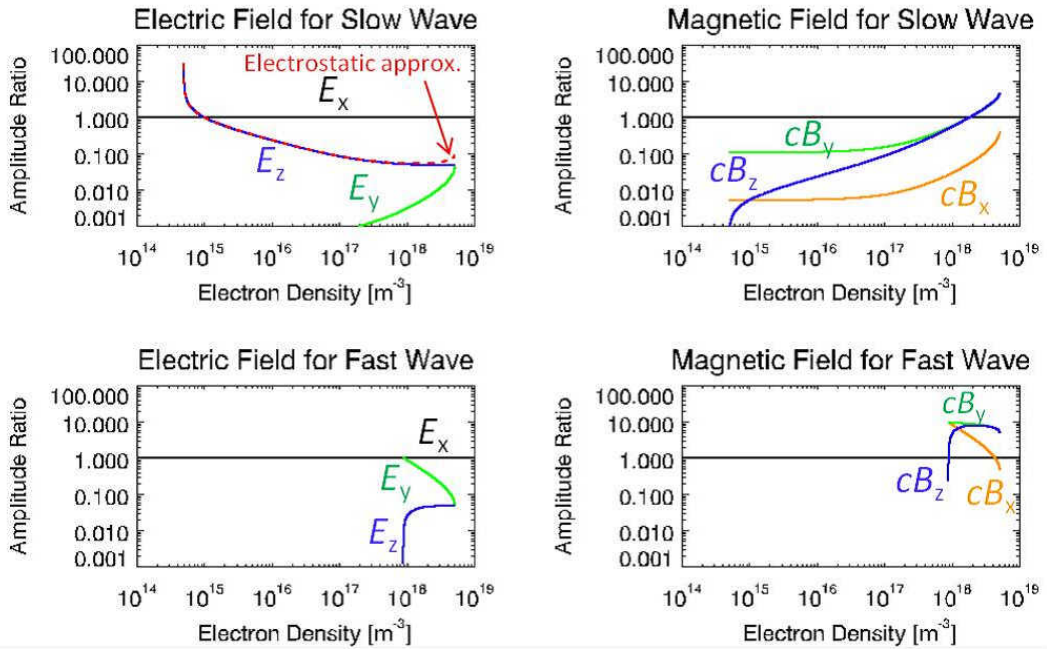 Electric Field for Slow Wave
100.000
10.000
1.000
0.100
0.010
0.001
Amplitude Ratio
Electrostatic approx.
Ex
Ez
Ey
10^14 10^15 10^16 10^17 10^18 10^19
Electron Density [m^-3]
Magnetic Field for Slow Wave
100.000
10.000
1.000
0.100
0.010
0.001
Amplitude Ratio
cBy
cBz
cBx
10^14 10^15 10^16 10^17 10^18 10^19
Electron Density [m^-3]
Electric Field for Fast Wave
100.000
10.000
1.000
0.100
0.010
0.001
Amplitude Ratio
Ex
Ey
Ez
10^14 10^15 10^16 10^17 10^18 10^19
Electron Density [m^-3]
Magnetic Field for Fast Wave
100.000
10.000
1.000
0.100
0.010
0.001
Amplitude Ratio
cBy
cBz
cBx
10^14 10^15 10^16 10^17 10^18 10^19
Electron Density [m^-3]